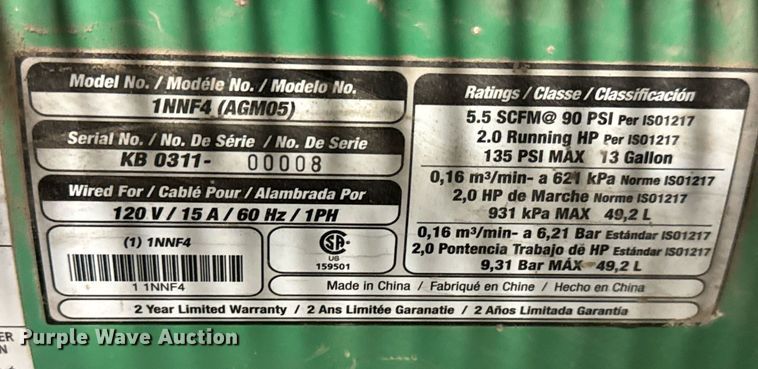 Model No. / Modéle No. / Modelo No.
1NNF4 (AGM05)
Serial No. / No. De Série / No. De Serie
KB 0311- 00008
Wired For / Cablé Pour / Alambrada Por
120 V / 15 A / 60 Hz / 1PH
(1) 1NNF4
1 1NNF4
SA
US
159501
Ratings / Classe / Classificación
5.5 SCFM@ 90 PSI Per ISO1217
2.0 Running HP Per ISO1217
135 PSI MAX 13 Gallon
0,16 m³/min- a 621 kPa Norme ISO1217
2,0 HP de Marche Norme ISO1217
931 kPa MAX 49,2 L
0,16 m³/min- a 6,21 Bar Estándar ISO1217
2,0 Pontencia Trabajo de HP Estándar ISO1217
9,31 Bar MÁX 49,2 L
Made in China / Fabriqué en Chine / Hecho en China
2 Year Limited Warranty / 2 Ans Limitée Garanatie / 2 Años Limitada Garantía
ER
N
Purple Wave Auction